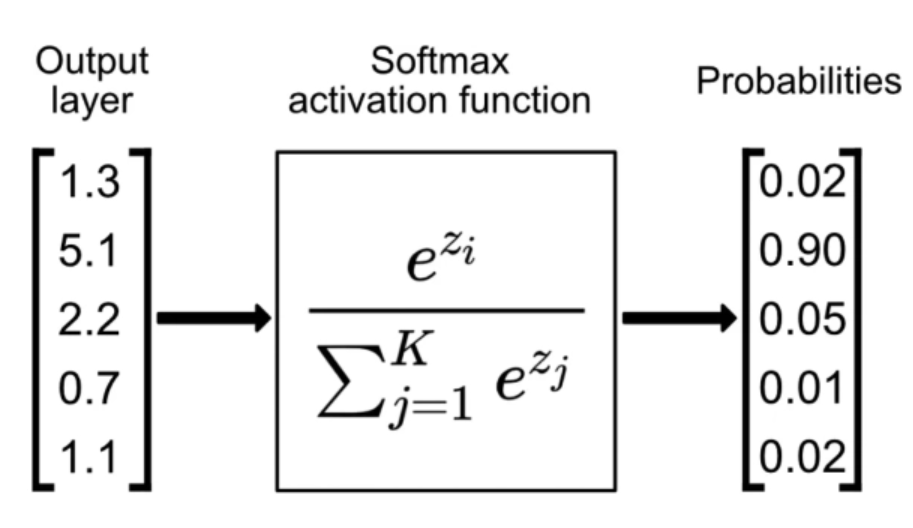 Output
layer
1.3
5.1
2.2
0.7
1.1
Softmax
activation function
e^{z_i}
∑_{j=1}^{K} e^{z_j}
Probabilities
0.02
0.90
0.05
0.01
0.02